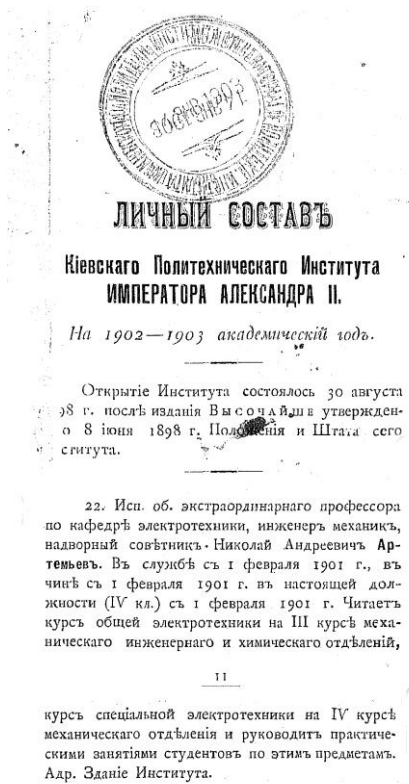 ЛИЧНЫЙ СОСТАВЪ
Кіевскаго Политехническаго Института
ИМПЕРАТОРА АЛЕКСАНДРА II.
На 1902—1903 академическій годъ.
Открытіе Института состоялось 30 августа
98 г. послѣ изданія Высочайше утвержден-
о 8 іюня 1898 г. Положенія и Штата сего
ститута.
22. Исп. об. экстраординарнаго профессора
по кафедрѣ электротехники, инженеръ механикъ,
надворный совѣтникъ Николай Андреевичъ Ар-
темьевъ. Въ службѣ съ 1 февраля 1901 г., въ
чинѣ съ 1 февраля 1901 г. въ настоящей дол-
жности (IV кл.) съ 1 февраля 1901 г. Читаетъ
курсъ общей электротехники на III курсѣ меха-
ническаго инженернаго и химическаго отдѣленій,
11
курсъ спеціальной электротехники на IV курсѣ
механическаго отдѣленія и руководитъ практиче-
скими занятіями студентовъ по этимъ предметамъ.
Адр. Зданіе Института.